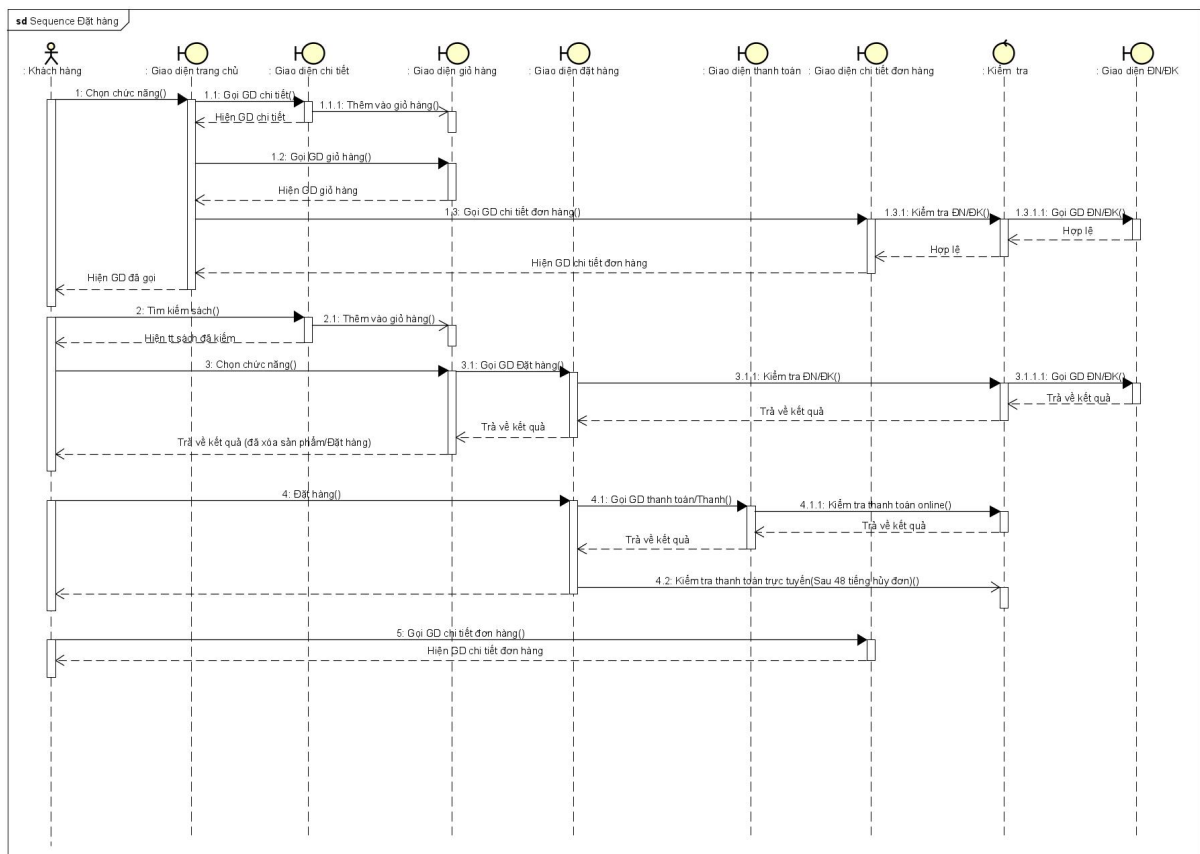 sd Sequence Đặt hàng
: Khách hàng
: Giao diện trang chủ
: Giao diện chi tiết
: Giao diện giỏ hàng
: Giao diện đặt hàng
: Giao diện thanh toán
: Giao diện chi tiết đơn hàng
: Kiểm tra
: Giao diện ĐN/ĐK
1: Chọn chức năng()
1.1: Gọi GD chi tiết()
1.1.1: Thêm vào giỏ hàng()
Hiện GD chi tiết
1.2: Gọi GD giỏ hàng()
Hiện GD giỏ hàng
1.3: Gọi GD chi tiết đơn hàng()
1.3.1: Kiểm tra ĐN/ĐK()
1.3.1.1: Gọi GD ĐN/ĐK()
Hợp lệ
Hợp lệ
Hiện GD chi tiết đơn hàng
Hiện GD đã gọi
2: Tìm kiếm sách()
2.1: Thêm vào giỏ hàng()
Hiện tt sách đã kiếm
3: Chọn chức năng()
3.1: Gọi GD Đặt hàng()
3.1.1: Kiểm tra ĐN/ĐK()
3.1.1.1: Gọi GD ĐN/ĐK()
Trả về kết quả
Trả về kết quả
Trả về kết quả
Trả về kết quả (đã xóa sản phẩm/Đặt hàng)
4: Đặt hàng()
4.1: Gọi GD thanh toán/Thanh()
4.1.1: Kiểm tra thanh toán online()
Trả về kết quả
Trả về kết quả
4.2: Kiểm tra thanh toán trực tuyến(Sau 48 tiếng hủy đơn)()
5: Gọi GD chi tiết đơn hàng()
Hiện GD chi tiết đơn hàng